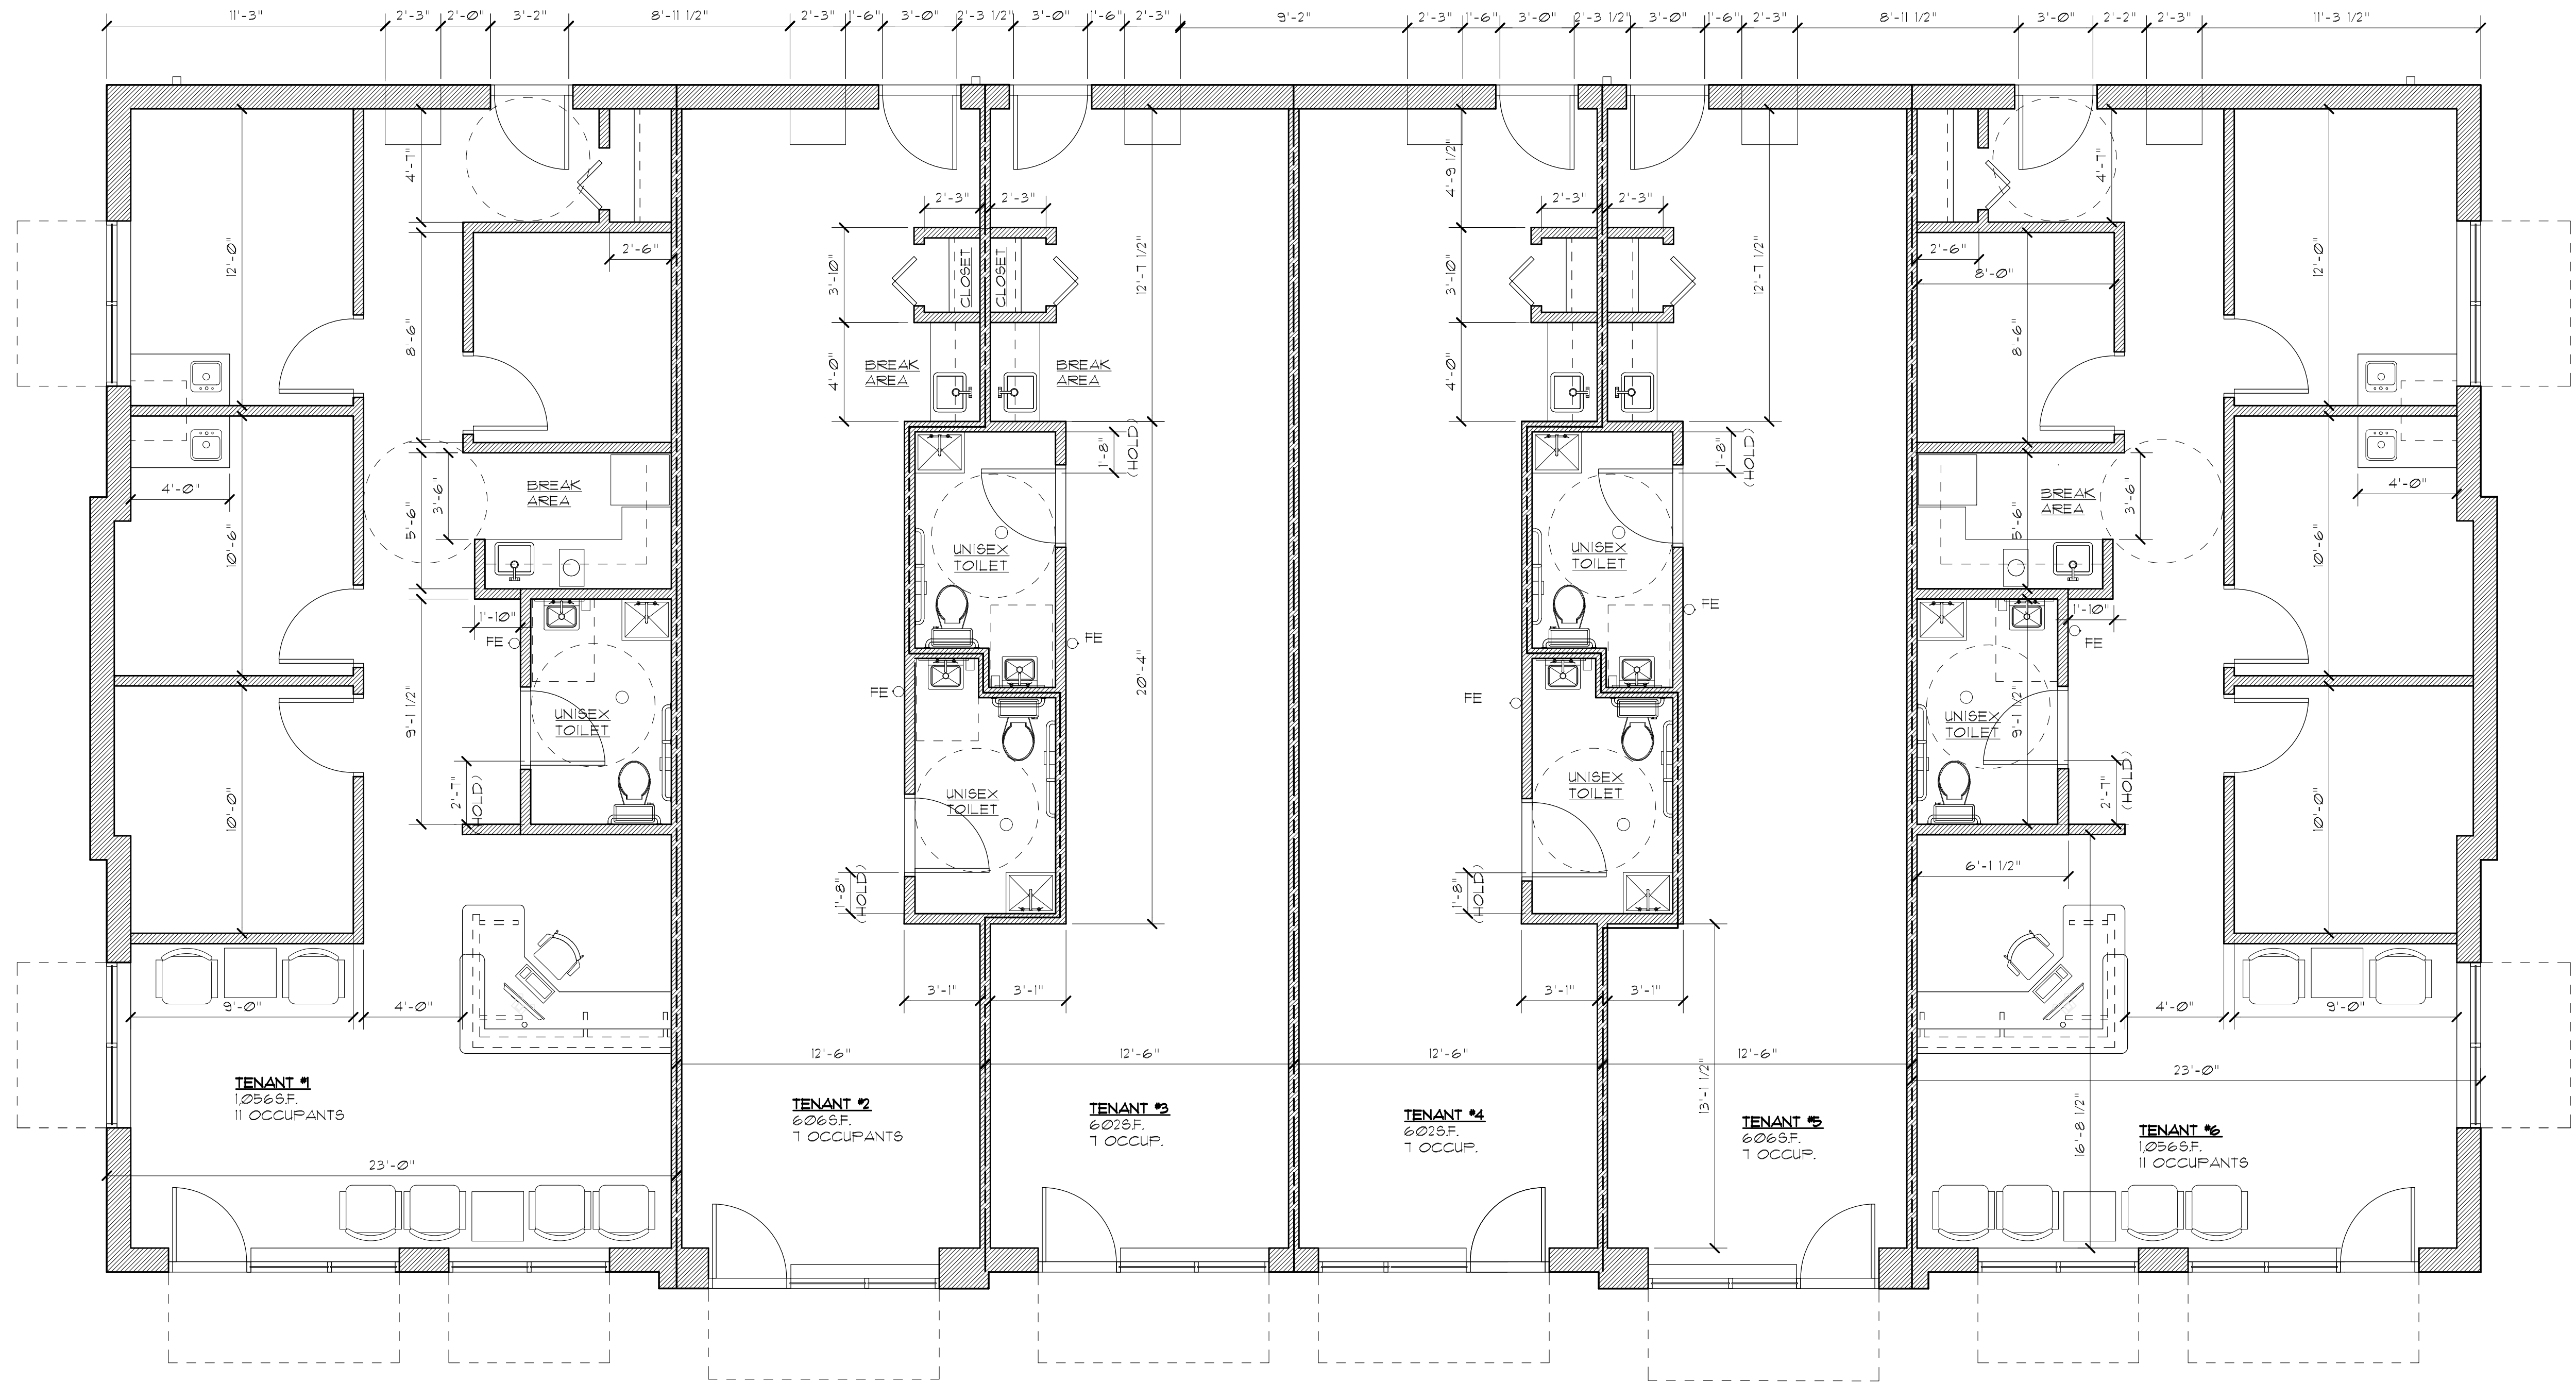 11'-3" 2'-3" 2'-0" 3'-2" 8'-11 1/2" 2'-3" 1'-6" 3'-0" 2'-3 1/2" 3'-0" 1'-6" 2'-3" 9'-2" 2'-3" 1'-6" 3'-0" 2'-3 1/2" 3'-0" 1'-6" 2'-3" 8'-11 1/2" 3'-0" 2'-2" 2'-3" 11'-3 1/2"
4'-7" 4'-9 1/2" 4'-7"
2'-3" 2'-3" 2'-3" 2'-3"
12'-0" 2'-6" 12'-7 1/2" 12'-7 1/2" 2'-6" 12'-0"
8'-0"
3'-10" CLOSET CLOSET 3'-10"
8'-6" 8'-6"
4'-0" BREAK BREAK 4'-0"
AREA AREA
1'-8" 1'-8"
(HOLD) (HOLD)
4'-0" 3'-6" BREAK BREAK 3'-6" 4'-0"
AREA AREA
10'-6" 5'-6" 5'-6" 10'-6"
UNISEX UNISEX
TOILET TOILET
1'-10" 1'-10"
FE FE FE FE
20'-4"
FE FE
9'-1 1/2" UNISEX UNISEX 9'-1 1/2"
TOILET TOILET
2'-7" 2'-7"
(HOLD) (HOLD)
UNISEX UNISEX
TOILET TOILET
10'-0" 10'-0"
6'-1 1/2"
1'-8" 1'-8"
(HOLD) (HOLD)
3'-1" 3'-1" 3'-1" 3'-1"
9'-0" 4'-0" 4'-0" 9'-0"
12'-6" 12'-6" 12'-6" 12'-6"
23'-0"
13'-1 1/2"
16'-8 1/2"
TENANT #1
1,056S.F.
11 OCCUPANTS
TENANT #2
606S.F.
7 OCCUPANTS
TENANT #3
602S.F.
7 OCCUP.
TENANT #4
602S.F.
7 OCCUP.
TENANT #5
606S.F.
7 OCCUP.
TENANT #6
1,056S.F.
11 OCCUPANTS
23'-0"